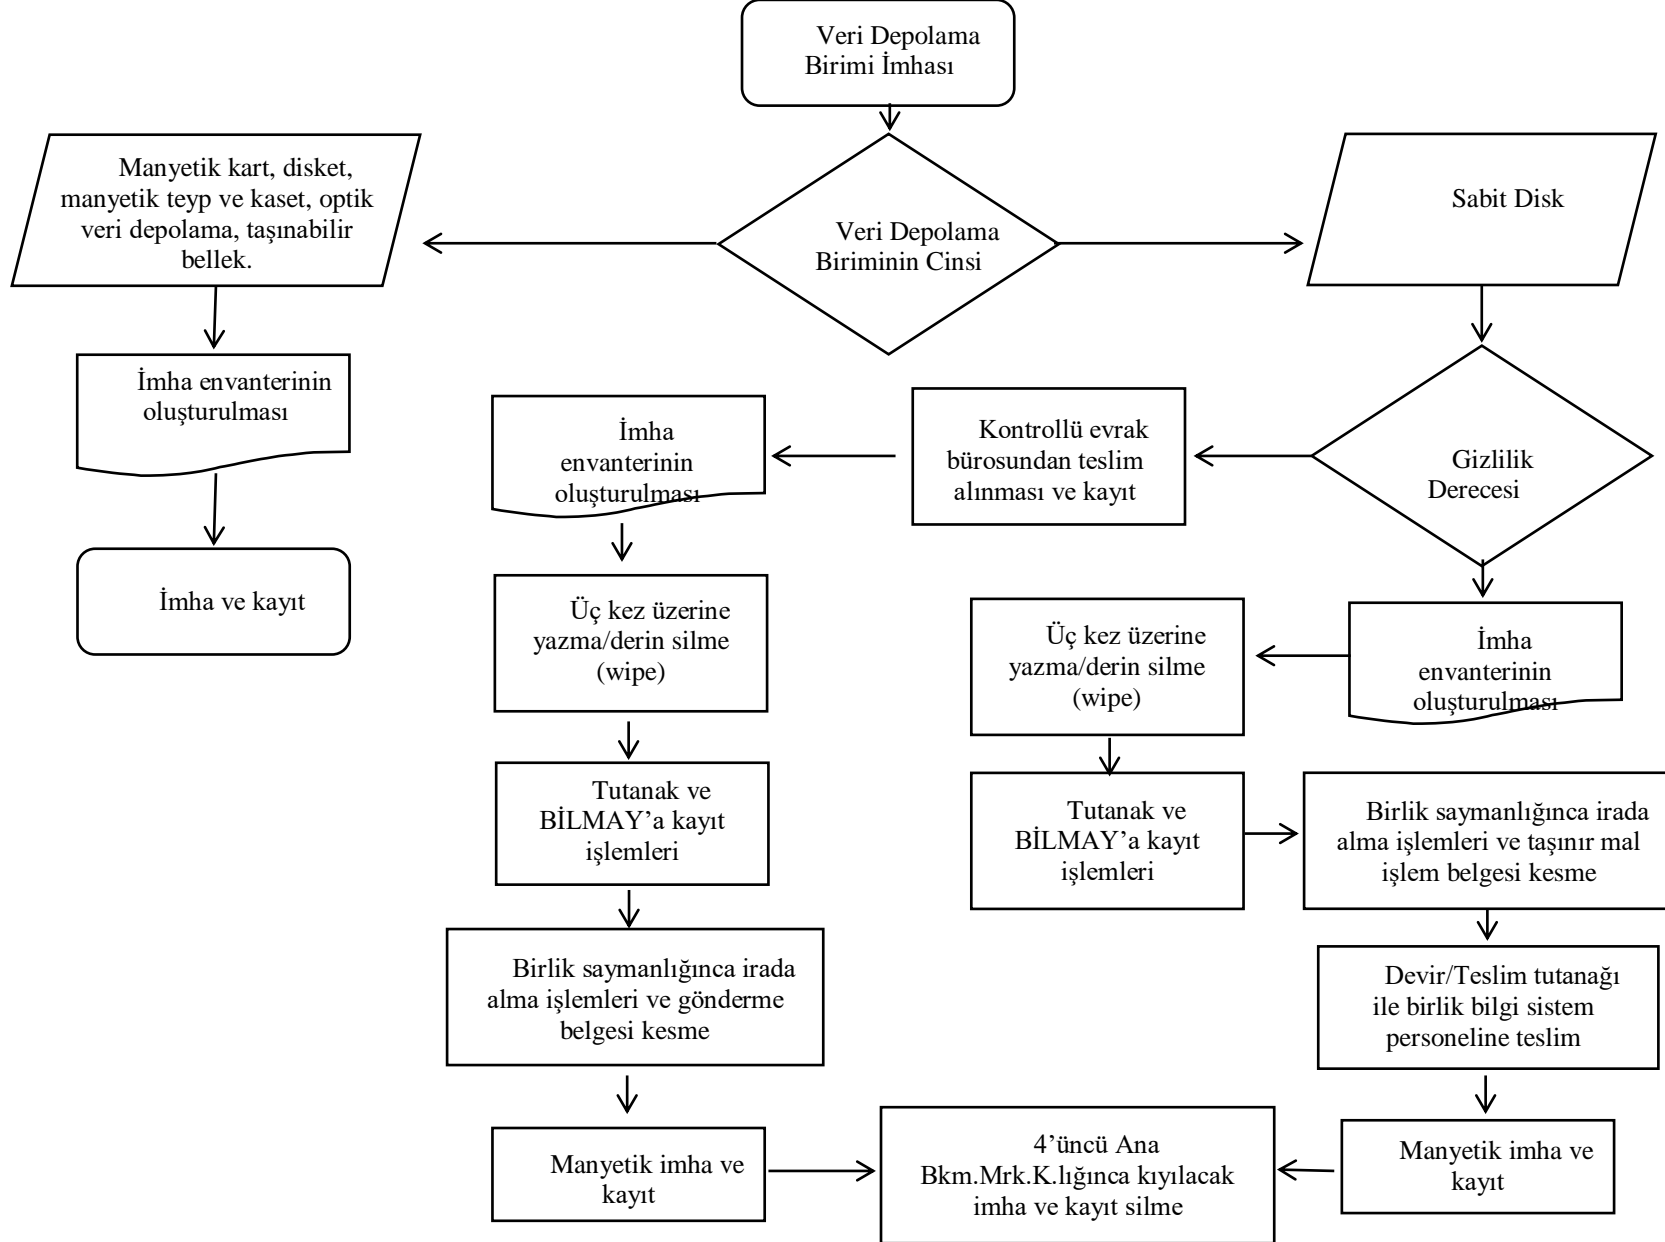 Veri Depolama
Birimi İmhası
Manyetik kart, disket,
manyetik teyp ve kaset, optik
veri depolama, taşınabilir
bellek.
Veri Depolama
Biriminin Cinsi
Sabit Disk
İmha envanterinin
oluşturulması
İmha ve kayıt
İmha
envanterinin
oluşturulması
Kontrollü evrak
bürosundan teslim
alınması ve kayıt
Gizlilik
Derecesi
Üç kez üzerine
yazma/derin silme
(wipe)
Üç kez üzerine
yazma/derin silme
(wipe)
İmha
envanterinin
oluşturulması
Tutanak ve
BİLMAY’a kayıt
işlemleri
Tutanak ve
BİLMAY’a kayıt
işlemleri
Birlik saymanlığınca irada
alma işlemleri ve taşınır mal
işlem belgesi kesme
Birlik saymanlığınca irada
alma işlemleri ve gönderme
belgesi kesme
Devir/Teslim tutanağı
ile birlik bilgi sistem
personeline teslim
Manyetik imha ve
kayıt
4’üncü Ana
Bkm.Mrk.K.lığınca kıyılacak
imha ve kayıt silme
Manyetik imha ve
kayıt